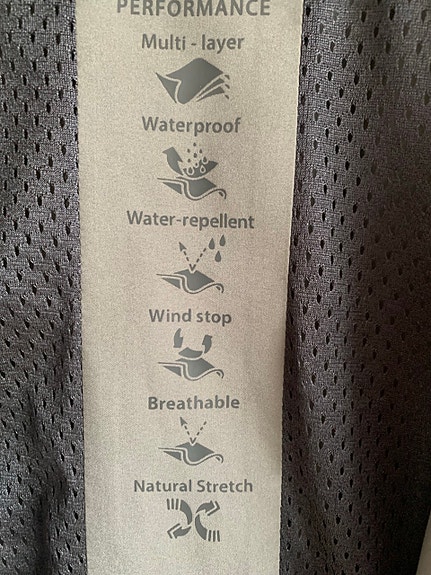 PERFORMANCE
Multi - layer
Waterproof
Water-repellent
Wind stop
Breathable
Natural Stretch